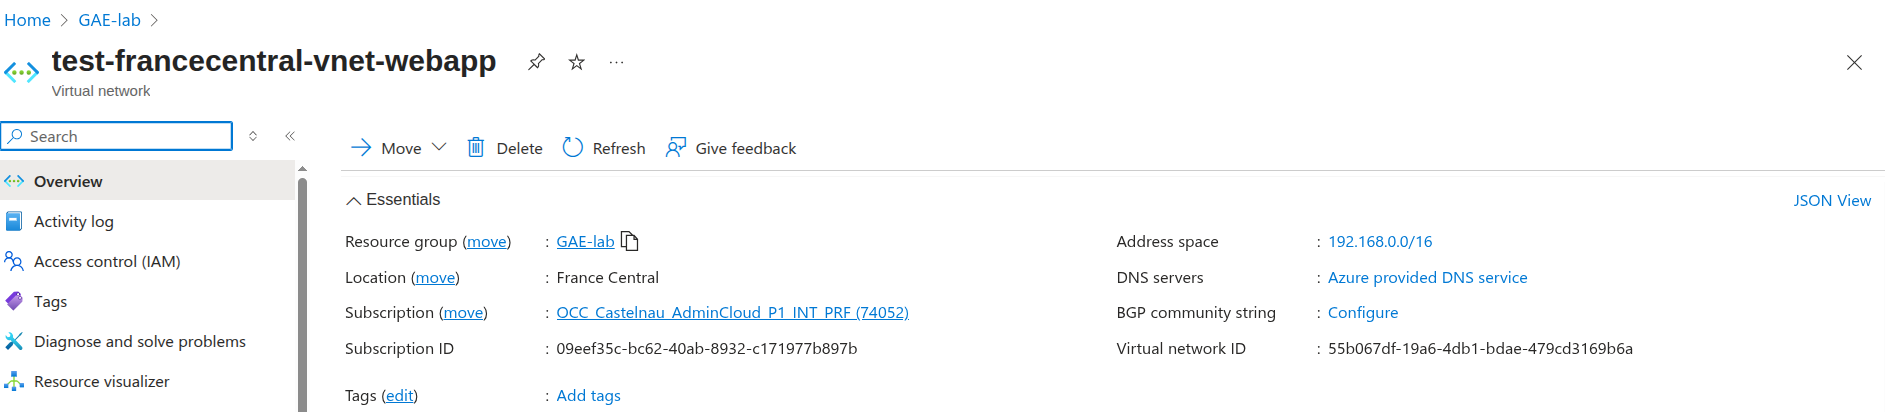 Home > GAE-lab >
test-francecentral-vnet-webapp
Virtual network
Search
Move Delete Refresh Give feedback
Overview
Activity log
Access control (IAM)
Tags
Diagnose and solve problems
Resource visualizer
Essentials JSON View
Resource group (move) : GAE-lab
Location (move) : France Central
Subscription (move) : OCC_Castelnau_AdminCloud_P1_INT_PRF (74052)
Subscription ID : 09eef35c-bc62-40ab-8932-c171977b897b
Address space : 192.168.0.0/16
DNS servers : Azure provided DNS service
BGP community string : Configure
Virtual network ID : 55b067df-19a6-4db1-bdae-479cd3169b6a
Tags (edit) : Add tags